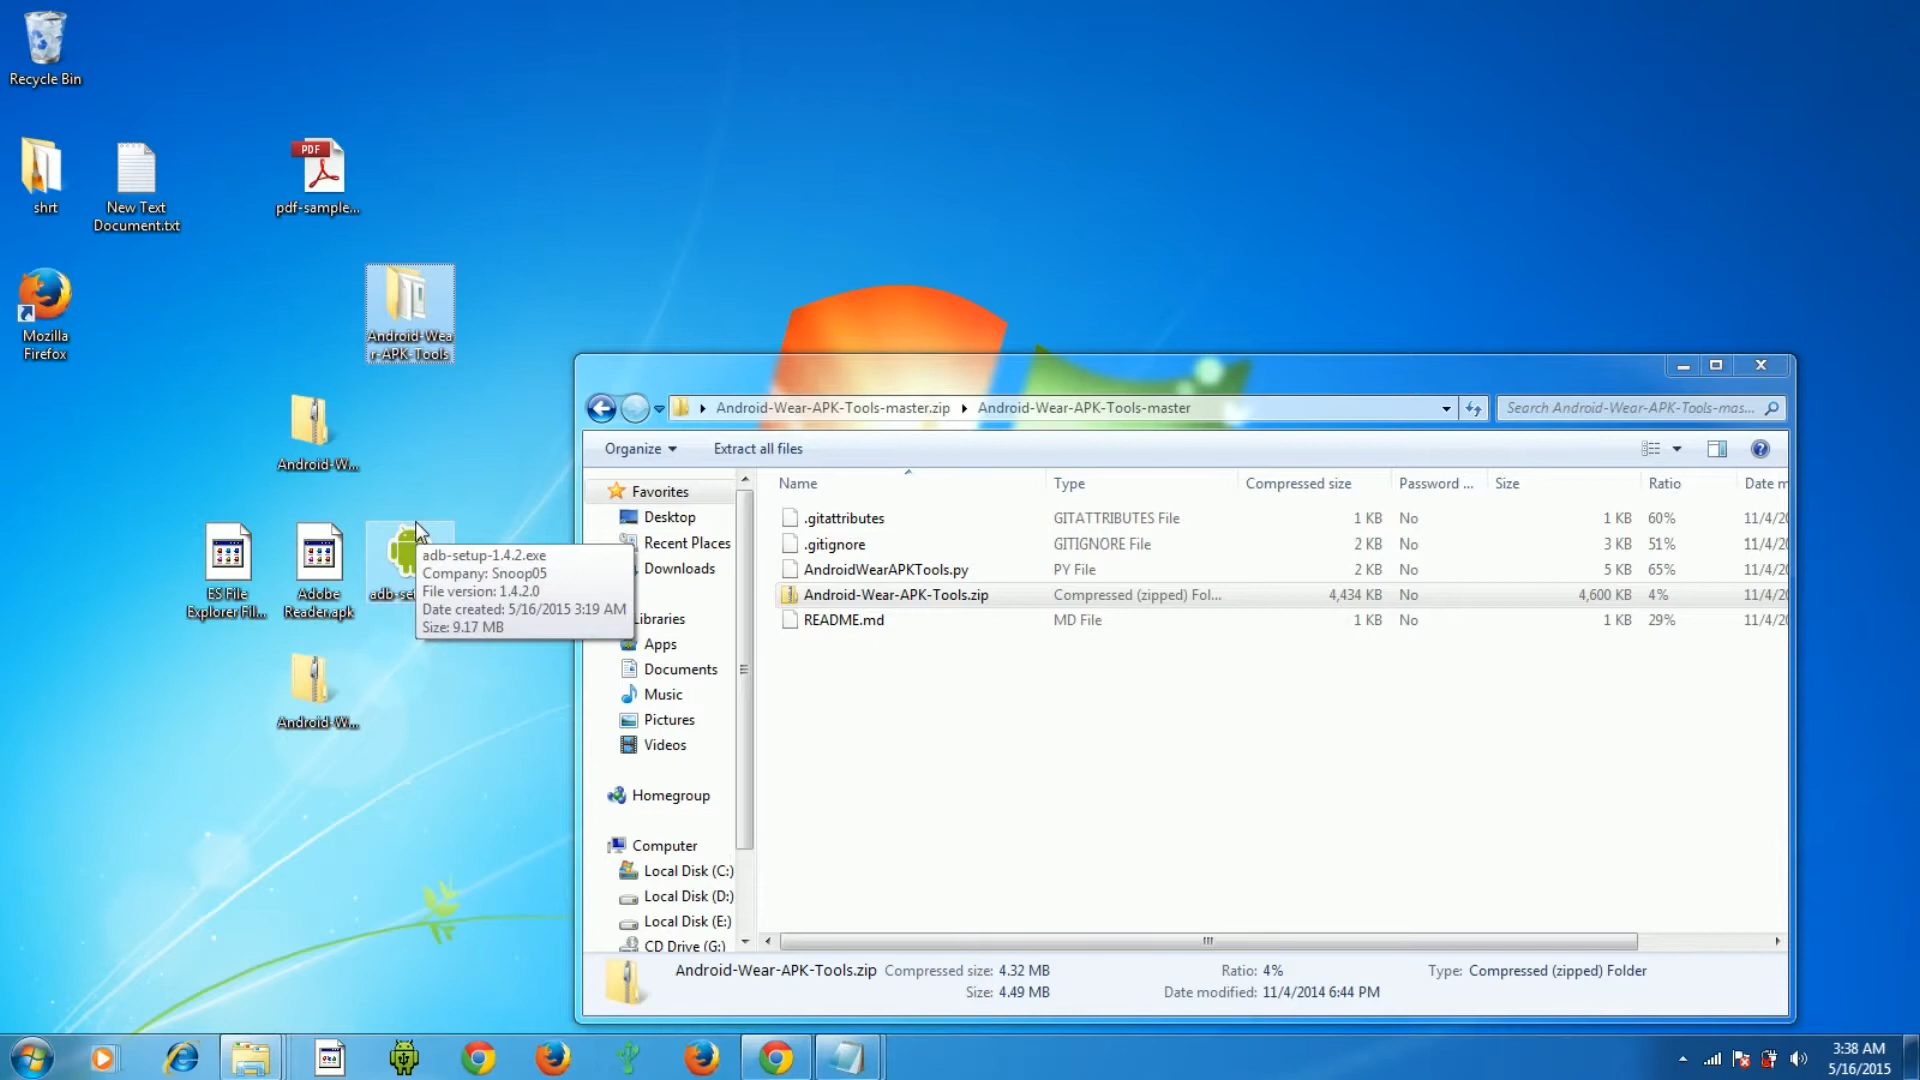 Recycle Bin
shrt
New Text
Document.txt
PDF
pdf-sample...
Mozilla
Firefox
Android-Wea
r-APK-Tools
Android-W...
ES File
Explorer Fil...
Adobe
Reader.apk
adb-se
adb-setup-1.4.2.exe
Company: Snoop05
File version: 1.4.2.0
Date created: 5/16/2015 3:19 AM
Size: 9.17 MB
Android-W...
Android-Wear-APK-Tools-master.zip Android-Wear-APK-Tools-master
Search Android-Wear-APK-Tools-mas...
Organize Extract all files
Favorites
Desktop
Recent Places
Downloads
ibraries
Apps
Documents
Music
Pictures
Videos
Homegroup
Computer
Local Disk (C:)
Local Disk (D:)
Local Disk (E:)
CD Drive (G:)
Name Type Compressed size Password ... Size Ratio Date m
.gitattributes GITATTRIBUTES File 1 KB No 1 KB 60% 11/4/20
.gitignore GITIGNORE File 2 KB No 3 KB 51% 11/4/20
AndroidWearAPKTools.py PY File 2 KB No 5 KB 65% 11/4/20
Android-Wear-APK-Tools.zip Compressed (zipped) Fol... 4,434 KB No 4,600 KB 4% 11/4/20
README.md MD File 1 KB No 1 KB 29% 11/4/20
Android-Wear-APK-Tools.zip Compressed size: 4.32 MB Ratio: 4% Type: Compressed (zipped) Folder
Size: 4.49 MB Date modified: 11/4/2014 6:44 PM
3:38 AM
5/16/2015